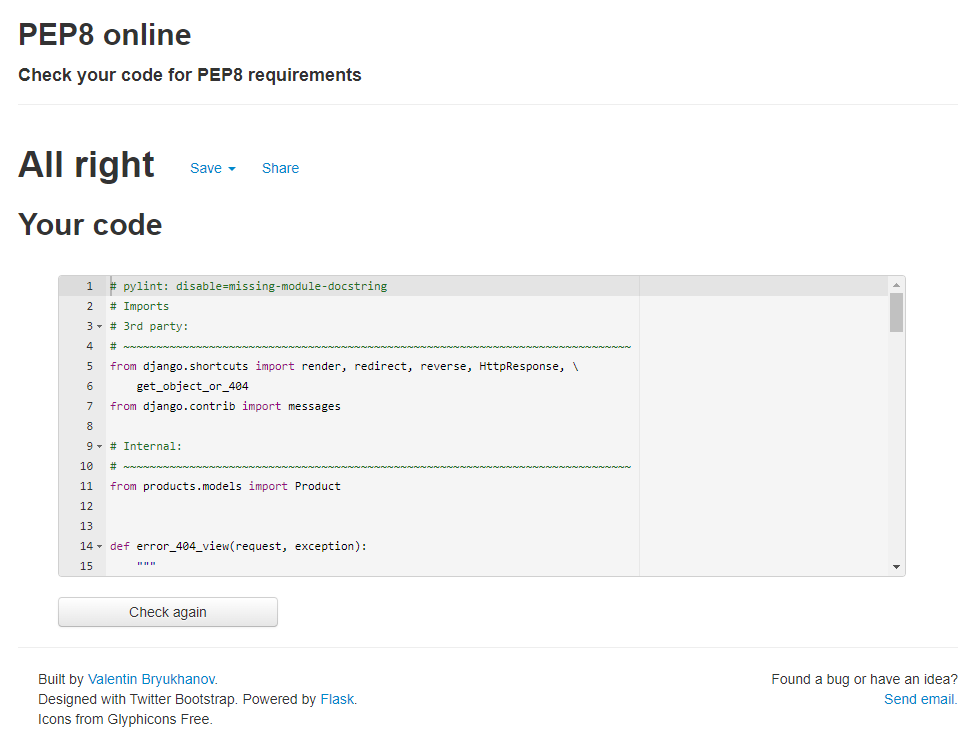 PEP8 online
Check your code for PEP8 requirements
All right Save Share
Your code
1 # pylint: disable=missing-module-docstring
2 # Imports
3 # 3rd party:
4 # ~~~~~~~~~~~~~~~~~~~~~~~~~~~~~~~~~~~~~~~~~~~~~~~~~~~~~~~~~~~~~~~~~~~~~~~~~~~~~
5 from django.shortcuts import render, redirect, reverse, HttpResponse, \
6 get_object_or_404
7 from django.contrib import messages
8
9 # Internal:
10 # ~~~~~~~~~~~~~~~~~~~~~~~~~~~~~~~~~~~~~~~~~~~~~~~~~~~~~~~~~~~~~~~~~~~~~~~~~~~~~
11 from products.models import Product
12
13
14 def error_404_view(request, exception):
15 """
Check again
Built by Valentin Bryukhanov.
Designed with Twitter Bootstrap. Powered by Flask.
Icons from Glyphicons Free.
Found a bug or have an idea?
Send email.